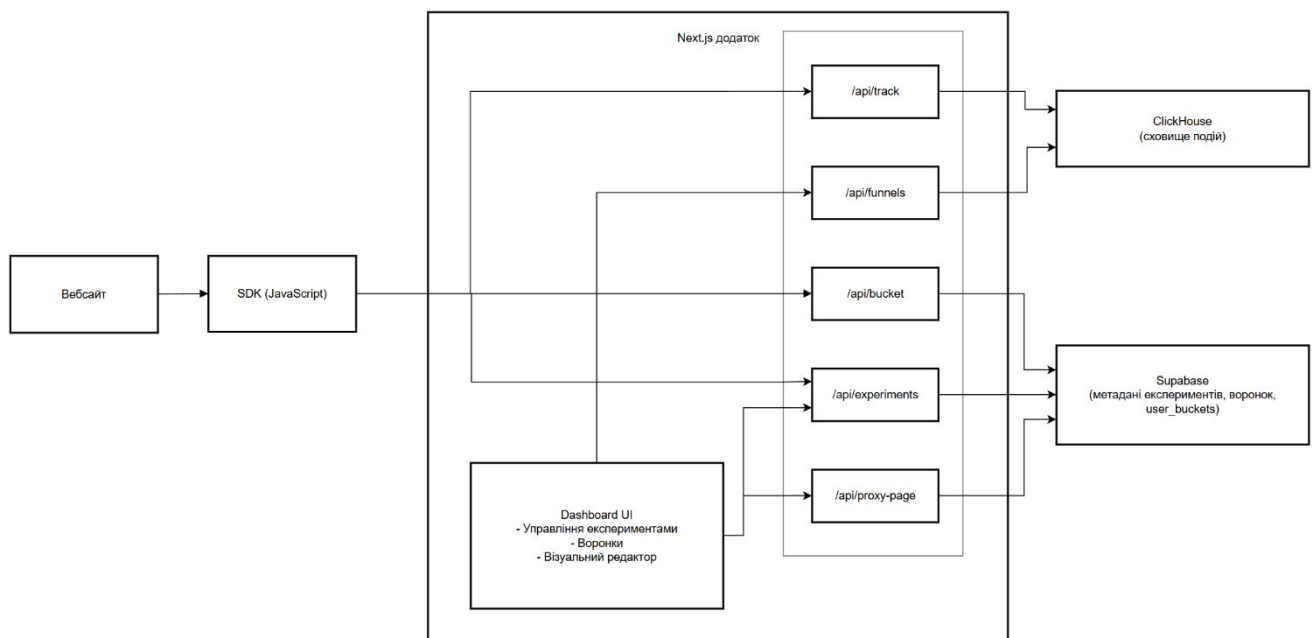 Next.js додаток
/api/track
ClickHouse
(сховище подій)
/api/funnels
Вебсайт
SDK (JavaScript)
/api/bucket
/api/experiments
Supabase
(метадані експериментів, воронок,
user_buckets)
/api/proxy-page
Dashboard UI
- Управління експериментами
- Воронки
- Візуальний редактор